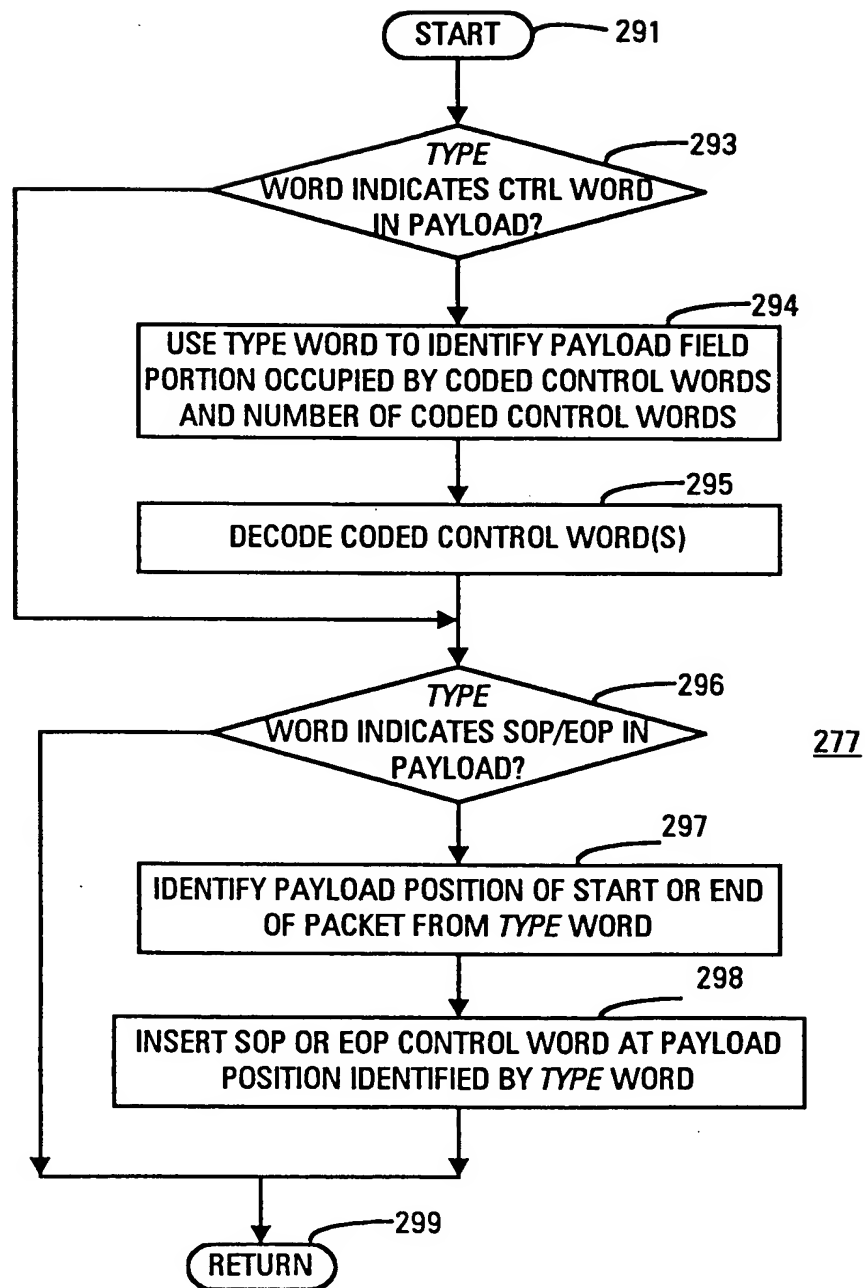 START
291
293
TYPE
WORD INDICATES CTRL WORD
IN PAYLOAD?
294
USE TYPE WORD TO IDENTIFY PAYLOAD FIELD
PORTION OCCUPIED BY CODED CONTROL WORDS
AND NUMBER OF CODED CONTROL WORDS
295
DECODE CODED CONTROL WORD(S)
296
TYPE
WORD INDICATES SOP/EOP IN
PAYLOAD?
277
297
IDENTIFY PAYLOAD POSITION OF START OR END
OF PACKET FROM TYPE WORD
298
INSERT SOP OR EOP CONTROL WORD AT PAYLOAD
POSITION IDENTIFIED BY TYPE WORD
299
RETURN